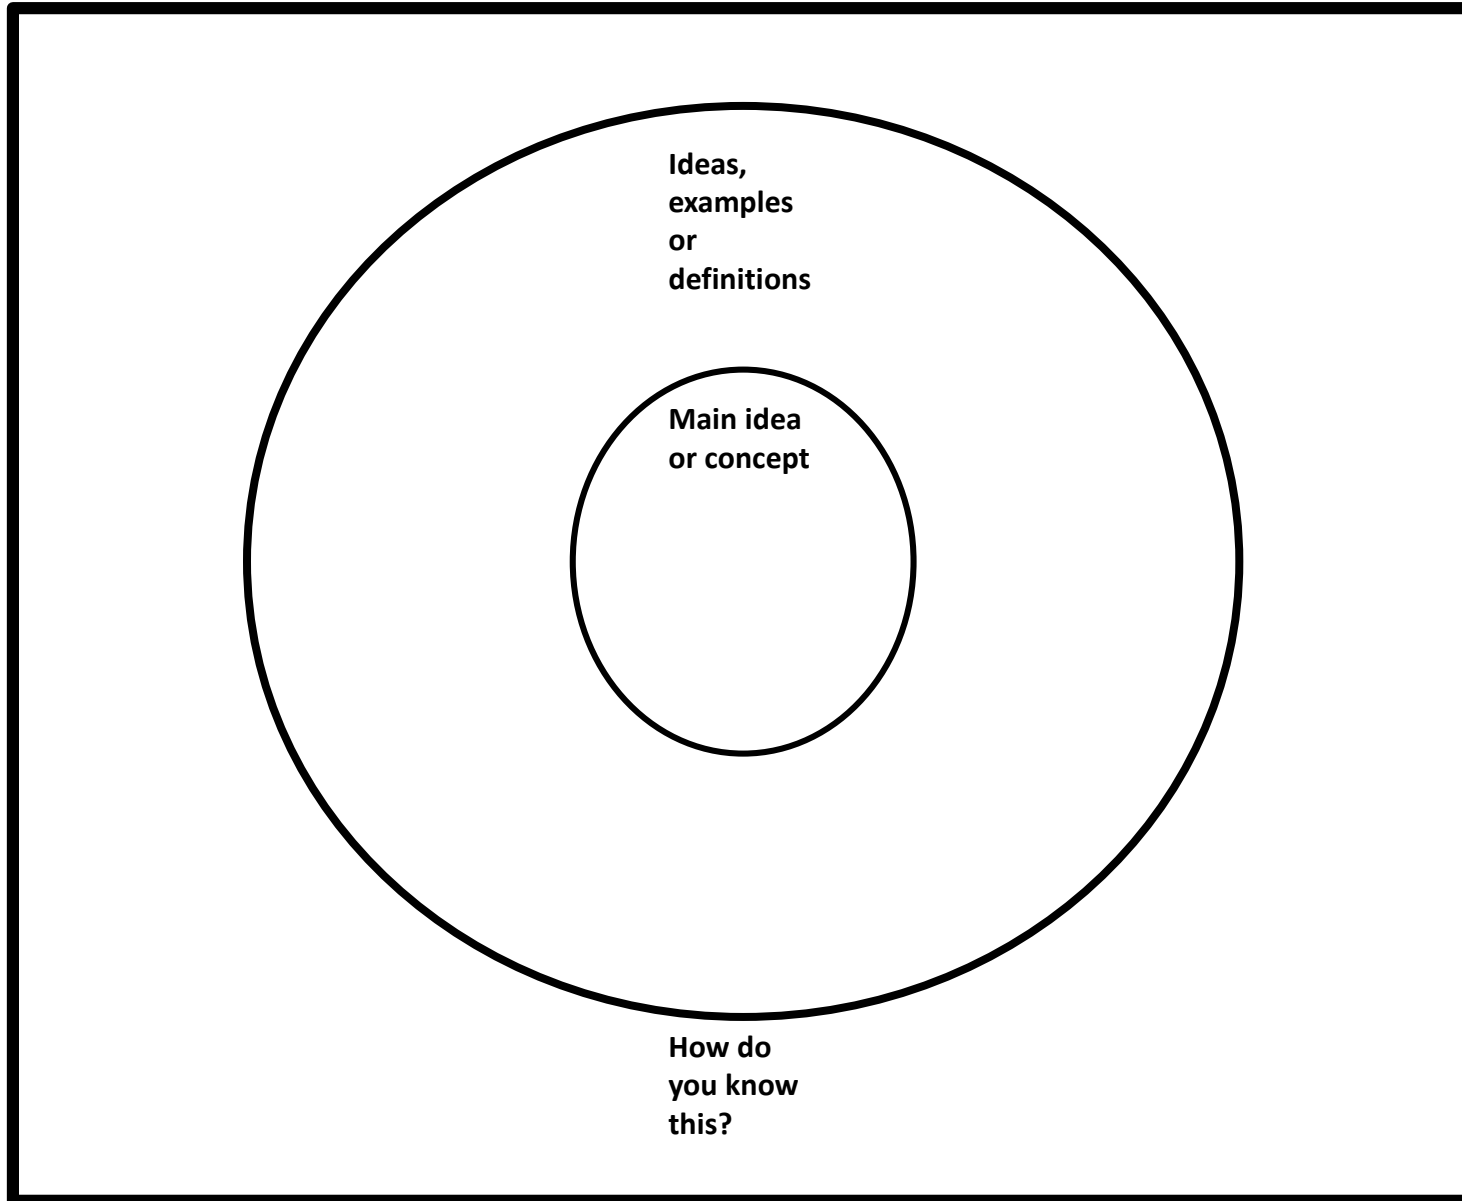 Ideas,
examples
or
definitions
Main idea
or concept
How do
you know
this?